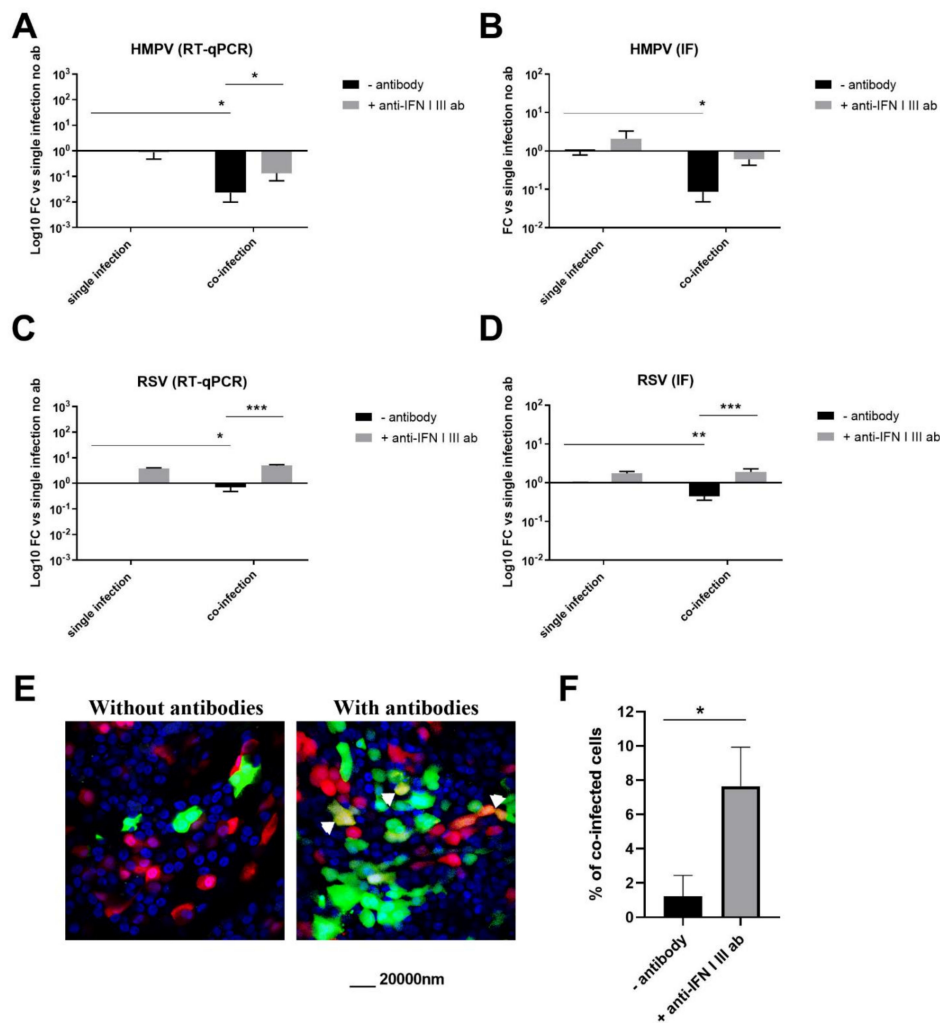 A
HMPV (RT-qPCR)
Log10 FC vs single infection no ab
10³
10²
10¹
10⁰
10⁻¹
10⁻²
10⁻³
*
*
single infection
co-infection
- antibody
+ anti-IFN I III ab
B
HMPV (IF)
FC vs single infection no ab
10²
10¹
10⁰
10⁻¹
10⁻²
*
single infection
co-infection
- antibody
+ anti-IFN I III ab
C
RSV (RT-qPCR)
Log10 FC vs single infection no ab
10³
10²
10¹
10⁰
10⁻¹
10⁻²
10⁻³
***
*
single infection
co-infection
- antibody
+ anti-IFN I III ab
D
RSV (IF)
Log10 FC vs single infection no ab
10²
10¹
10⁰
10⁻¹
10⁻²
***
**
single infection
co-infection
- antibody
+ anti-IFN I III ab
E
Without antibodies
With antibodies
20000nm
F
% of co-infected cells
12
10
8
6
4
2
0
*
- antibody
+ anti-IFN I III ab